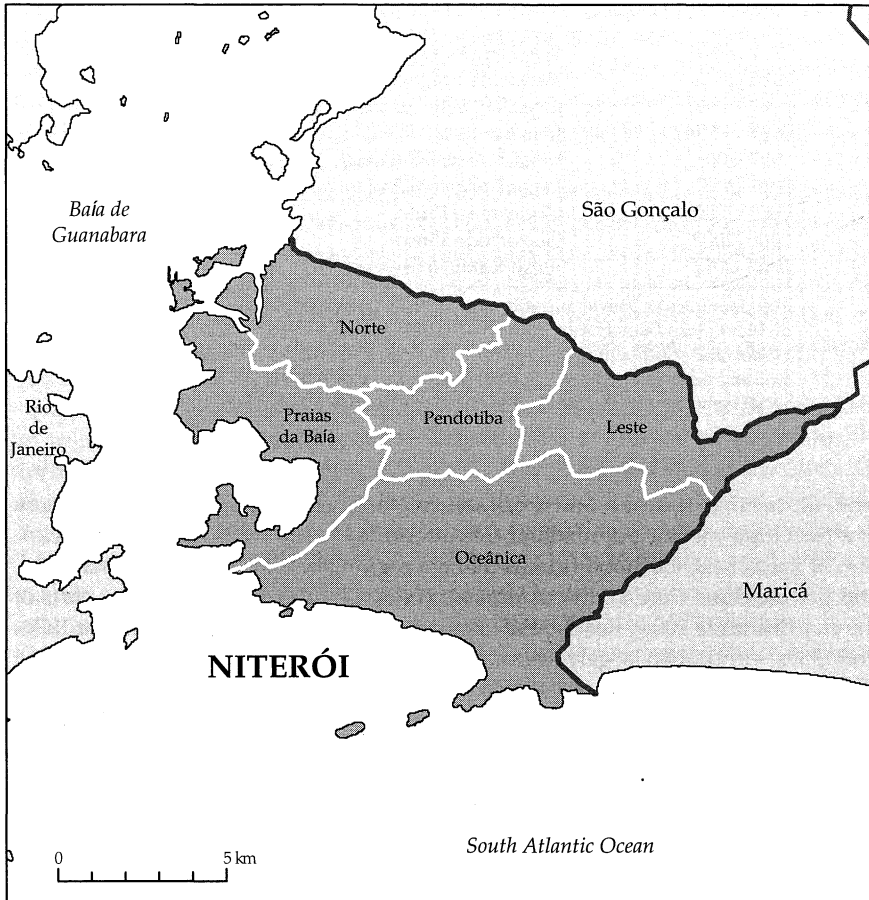 Baía de
Guanabara
São Gonçalo
Norte
Rio
de
Janeiro
Praias
da Baía
Pendotiba
Leste
Oceânica
Maricá
NITERÓI
South Atlantic Ocean
0
5 km